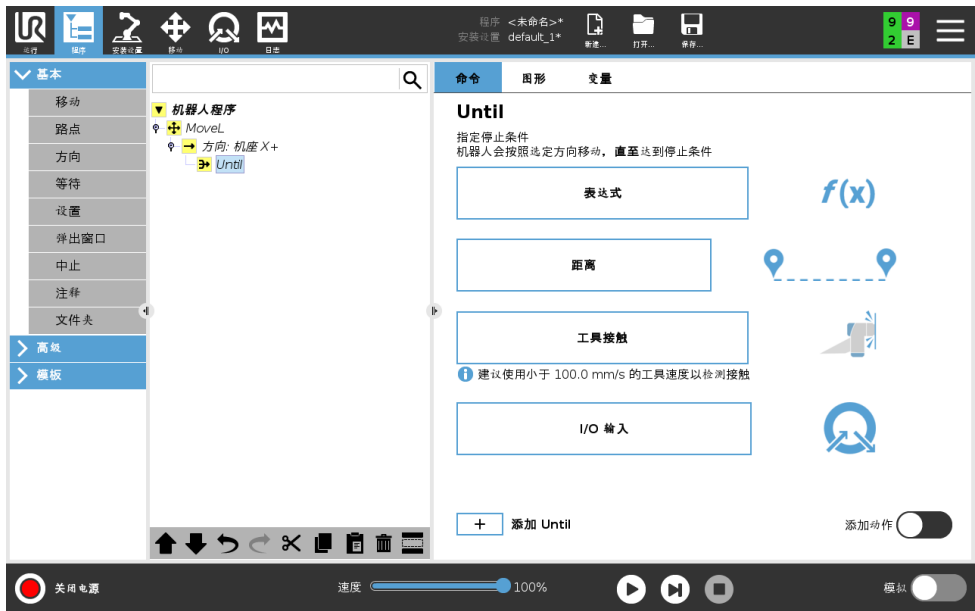 UR
运行
程序
安装设置
移动
I/O
日志
程序 <未命名>*
安装设置 default_1*
新建...
打开...
保存...
9 9
2 E
基本
移动
路点
方向
等待
设置
弹出窗口
中止
注释
文件夹
高级
模板
机器人程序
MoveL
方向: 机座 X+
Until
命令 图形 变量
Until
指定停止条件
机器人会按照选定方向移动，直至达到停止条件
表达式
f(x)
距离
工具接触
建议使用小于 100.0 mm/s 的工具速度以检测接触
I/O 输入
+ 添加 Until
添加动作
关闭电源
速度 100%
模拟